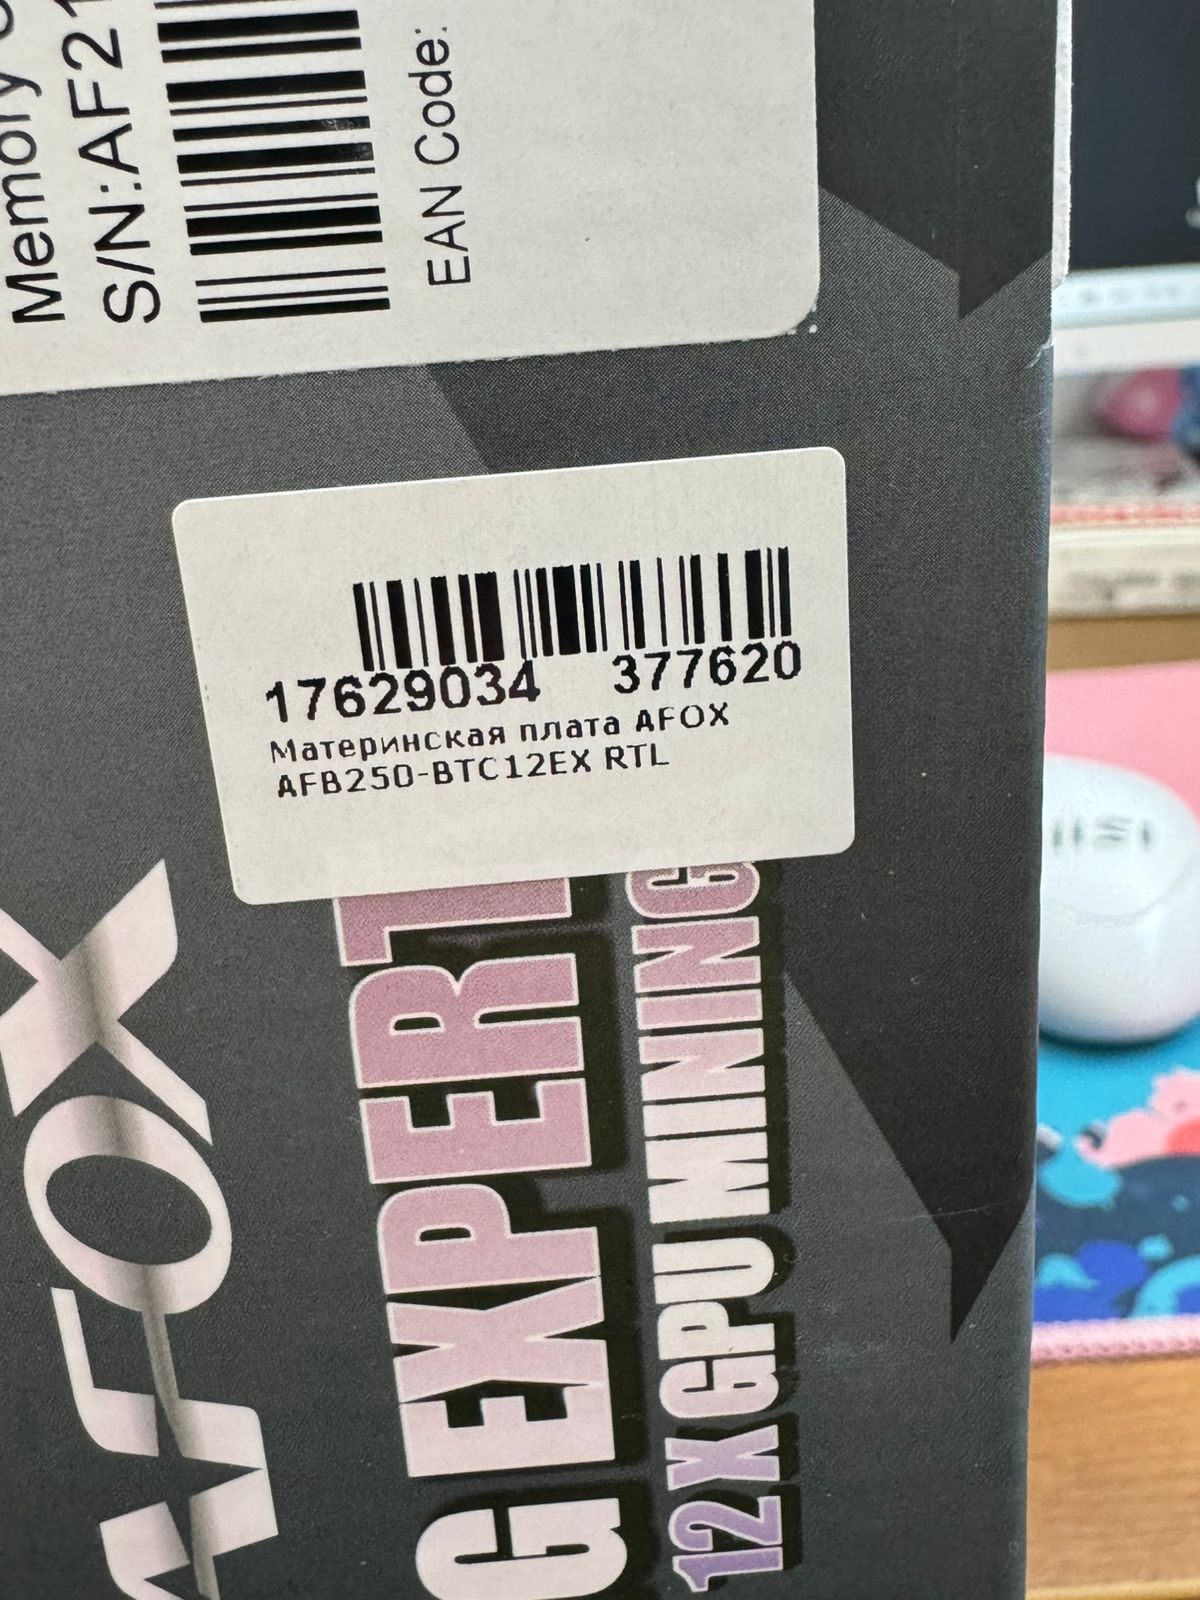 Memory
S/N:AF21
EAN Code:
17629034 377620
Материнская плата AFOX
AFB250-BTC12EX RTL
AFOX
G EXPERT
12 X GPU MINING